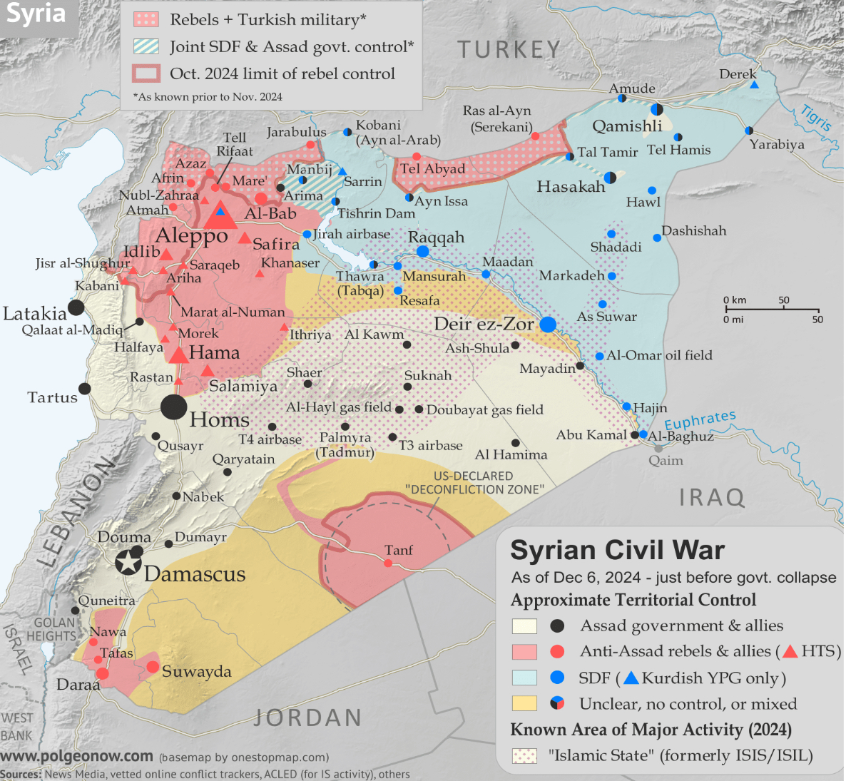 Syria
Rebels + Turkish military*
Joint SDF & Assad govt. control*
Oct. 2024 limit of rebel control
*As known prior to Nov. 2024
TURKEY
Derek
Amude
Tigris
Ras al-Ayn
(Serekani)
Qamishli
Kobani
(Ayn al-Arab)
Jarabulus
Tell
Rifaat
Yarabiya
Tel Hamis
Tal Tamir
Azaz
Tel Abyad
Manbij
Afrin
Mare'
Sarrin
Hasakah
Nubl-Zahraa
Arima
Ayn Issa
Hawl
Atmah
Al-Bab
Tishrin Dam
Aleppo
Jirah airbase
Raqqah
Dashishah
Idlib
Safira
Shadadi
Jisr al-Shughur
Saraqeb
Khanaser
Maadan
Kabani
Ariha
Thawra
(Tabqa)
Mansurah
Markadeh
Resafa
Latakia
Marat al-Numan
As Suwar
0 km
50
0 mi
50
Qalaat al-Madiq
Morek
Ithriya
Al Kawm
Deir ez-Zor
Halfaya
Hama
Ash-Shula
Al-Omar oil field
Rastan
Salamiya
Shaer
Suknah
Mayadin
Tartus
Homs
Al-Hayl gas field
Doubayat gas field
Hajin
Euphrates
Qusayr
T4 airbase
Palmyra
(Tadmur)
T3 airbase
Al Hamima
Abu Kamal
Al-Baghuz
Qaim
Qaryatain
US-DECLARED
"DECONFLICTION ZONE"
LEBANON
Nabek
IRAQ
Douma
Dumayr
Tanf
Damascus
Quneitra
GOLAN
HEIGHTS
ISRAEL
Nawa
Tafas
Suwayda
Daraa
WEST
BANK
JORDAN
Syrian Civil War
As of Dec 6, 2024 - just before govt. collapse
Approximate Territorial Control
Assad government & allies
Anti-Assad rebels & allies ( HTS)
SDF ( Kurdish YPG only)
Unclear, no control, or mixed
Known Area of Major Activity (2024)
"Islamic State" (formerly ISIS/ISIL)
www.polgeonow.com (basemap by onestopmap.com)
Sources: News Media, vetted online conflict trackers, ACLED (for IS activity), others